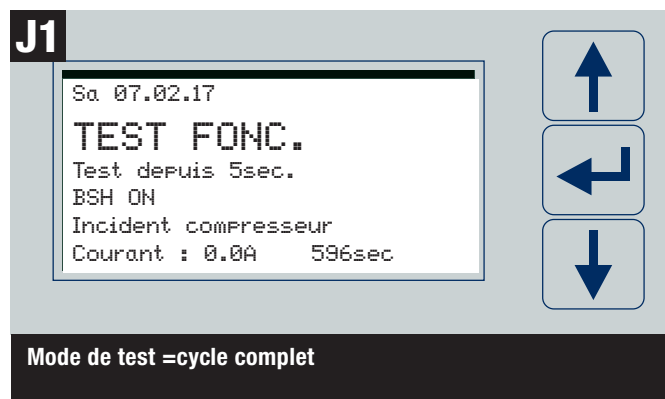 J1
Sa 07.02.17
TEST FONC.
Test depuis 5sec.
BSH ON
Incident compresseur
Courant : 0.0A 596sec
Mode de test =cycle complet